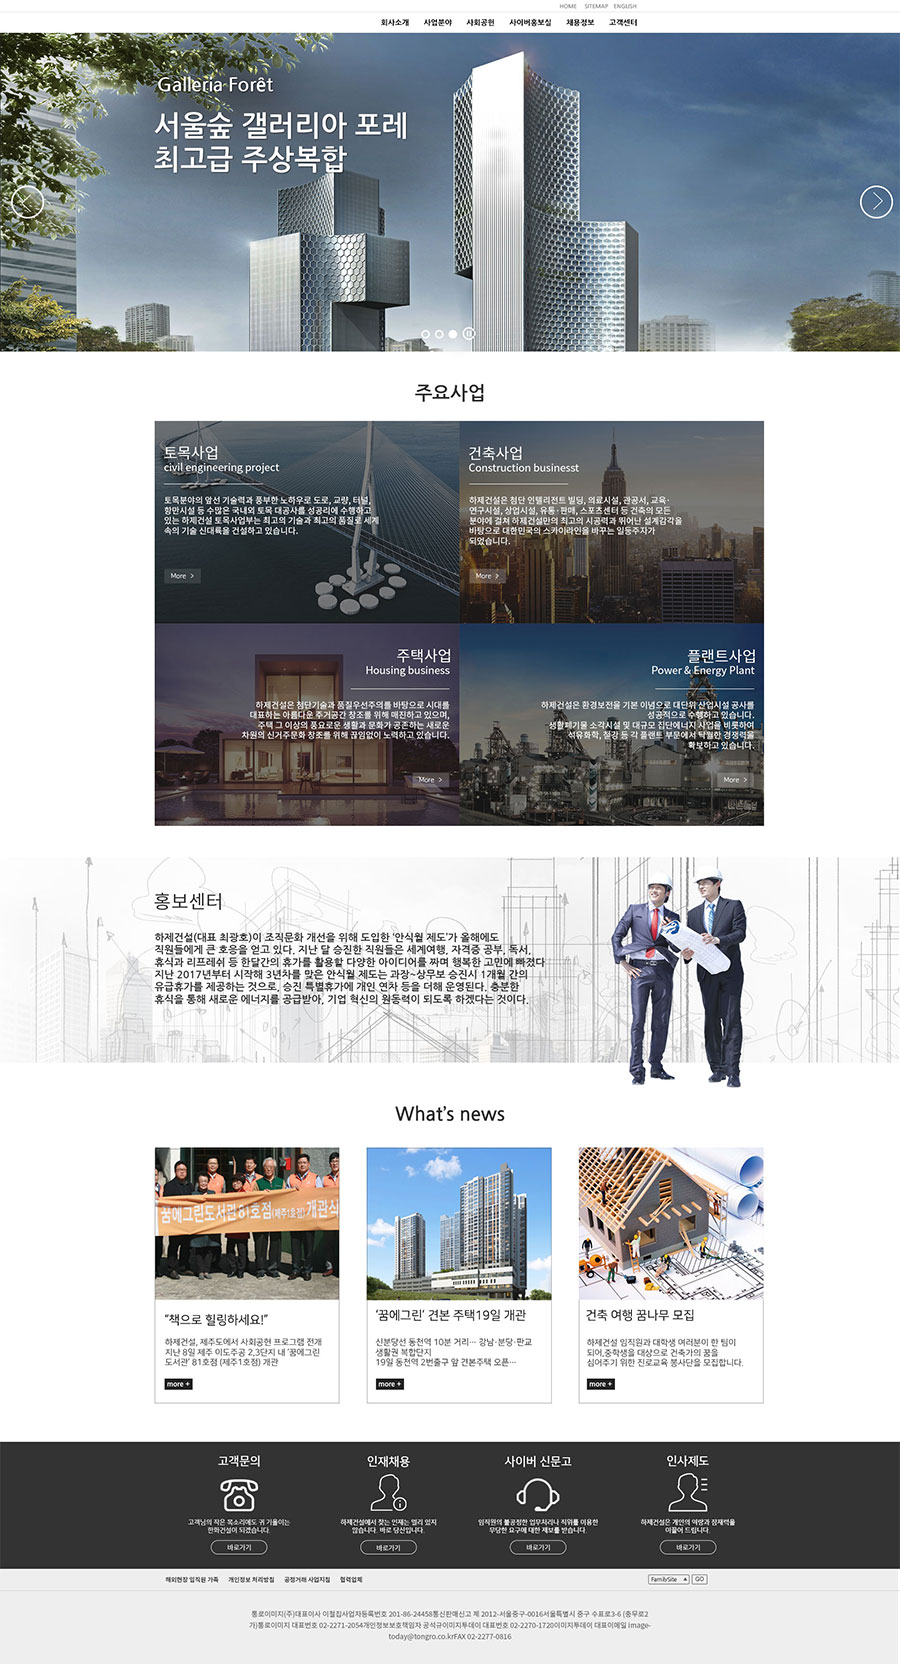 HOME SITEMAP ENGLISH
회사소개 사업분야 사회공헌 사이버홍보실 채용정보 고객센터
Galleria Forêt
서울숲 갤러리아 포레
최고급 주상복합
주요사업
토목사업
civil engineering project
토목분야의 앞선 기술력과 풍부한 노하우로 도로, 교량, 터널,
항만시설 등 수많은 국내외 토목 대공사를 성공리에 수행하고
있는 하제건설 토목사업부는 최고의 기술과 최고의 품질로 세계
속의 기술 신대륙을 건설하고 있습니다.
More >
건축사업
Construction businesst
하제건설은 첨단 인텔리전트 빌딩, 의료시설, 관공서, 교육·
연구시설, 상업시설, 유통·판매, 스포츠센터 등 건축의 모든
분야에 걸쳐 하제건설만의 최고의 시공력과 뛰어난 설계감각을
바탕으로 대한민국의 스카이라인을 바꾸는 일동주자가
되었습니다.
More >
주택사업
Housing business
하제건설은 첨단기술과 품질우선주의를 바탕으로 시대를
대표하는 아름다운 주거공간 창조를 위해 매진하고 있으며,
주택 그 이상의 풍요로운 생활과 문화가 공존하는 새로운
차원의 신거주문화 창조를 위해 끊임없이 노력하고 있습니다.
More >
플랜트사업
Power & Energy Plant
하제건설은 환경보전을 기본 이념으로 대단위 산업시설 공사를
성공적으로 수행하고 있습니다.
생활폐기물 소각시설 및 대규모 집단에너지 사업을 비롯하여
석유화학, 철강 등 각 플랜트 부문에서 탁월한 경쟁력을
확보하고 있습니다.
More >
홍보센터
하제건설(대표 최광호)이 조직문화 개선을 위해 도입한 '안식월 제도'가 올해에도
직원들에게 큰 호응을 얻고 있다. 지난 달 승진한 직원들은 세계여행, 자격증 공부, 독서,
휴식과 리프레쉬 등 한달간의 휴가를 활용할 다양한 아이디어를 짜며 행복한 고민에 빠졌다
지난 2017년부터 시작해 3년차를 맞은 안식월 제도는 과장~상무보 승진시 1개월 간의
유급휴가를 제공하는 것으로, 승진 특별휴가에 개인 연차 등을 더해 운영된다. 충분한
휴식을 통해 새로운 에너지를 공급받아, 기업 혁신의 원동력이 되도록 하겠다는 것이다.
What's news
꿈에그린도서관 81호점(제주1호점) 개관식
"책으로 힐링하세요!"
하제건설, 제주도에서 사회공헌 프로그램 전개
지난 8일 제주 이도주공 2,3단지 내 '꿈에그린
도서관' 81호점 (제주1호점) 개관
more +
'꿈에그린' 견본 주택19일 개관
신분당선 동천역 10분 거리… 강남·분당·판교
생활권 복합단지
19일 동천역 2번출구 앞 견본주택 오픈…
more +
건축 여행 꿈나무 모집
하제건설 임직원과 대학생 여러분이 한 팀이
되어,중학생을 대상으로 건축가의 꿈을
심어주기 위한 진로교육 봉사단을 모집합니다.
more +
고객문의
고객님의 작은 목소리에도 귀 기울이는
한화건설이 되겠습니다.
바로가기
인재채용
하제건설에서 찾는 인재는 멀리 있지
않습니다. 바로 당신입니다.
바로가기
사이버 신문고
임직원의 불공정한 업무처리나 직위를 이용한
부당한 요구에 대한 제보를 받습니다.
바로가기
인사제도
하제건설은 개인의 역량과 잠재력을
이끌어 드립니다.
바로가기
해외현장 임직원 가족 개인정보 처리방침 공정거래 사업지침 협력업체
FamilySite ▲ GO
통로이미지(주)대표이사 이철집사업자등록번호 201-86-24458통신판매신고 제 2012-서울중구-0016서울특별시 중구 수표로3-6 (충무로2
가)통로이미지 대표번호 02-2271-2054개인정보보호책임자 공석규이미지투데이 대표번호 02-2270-1720이미지투데이 대표이메일 image-
today@tongro.co.krFAX 02-2277-0816